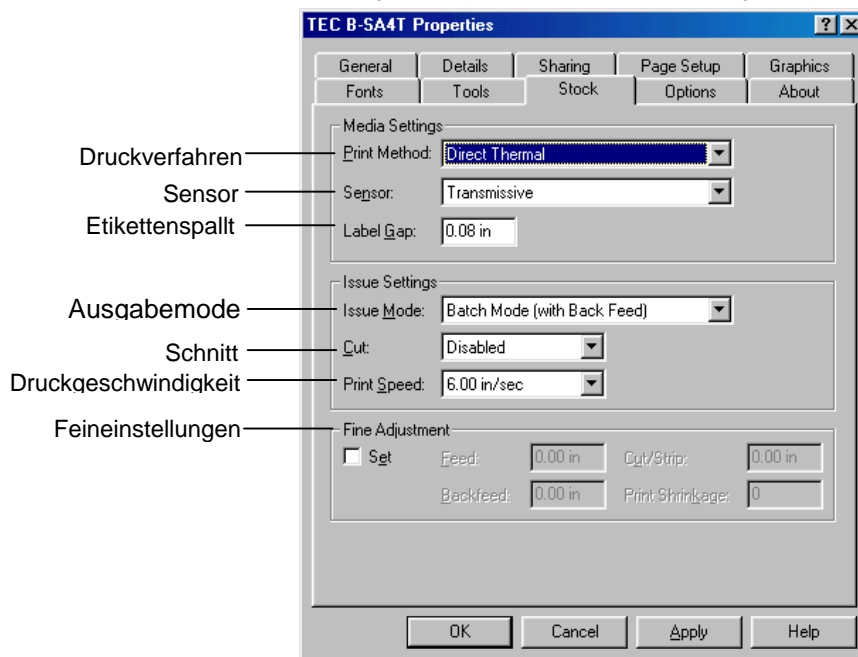 TEC B-SA4T Properties
General Details Sharing Page Setup Graphics
Fonts Tools Stock Options About
Media Settings
Druckverfahren Print Method: Direct Thermal
Sensor Sensor: Transmissive
Etikettenspallt Label Gap: 0.08 in
Issue Settings
Ausgabemode Issue Mode: Batch Mode (with Back Feed)
Schnitt Cut: Disabled
Druckgeschwindigkeit Print Speed: 6.00 in/sec
Feineinstellungen Fine Adjustment
Set Feed: 0.00 in Cut/Strip: 0.00 in
Backfeed: 0.00 in Print Shrinkage: 0
OK Cancel Apply Help